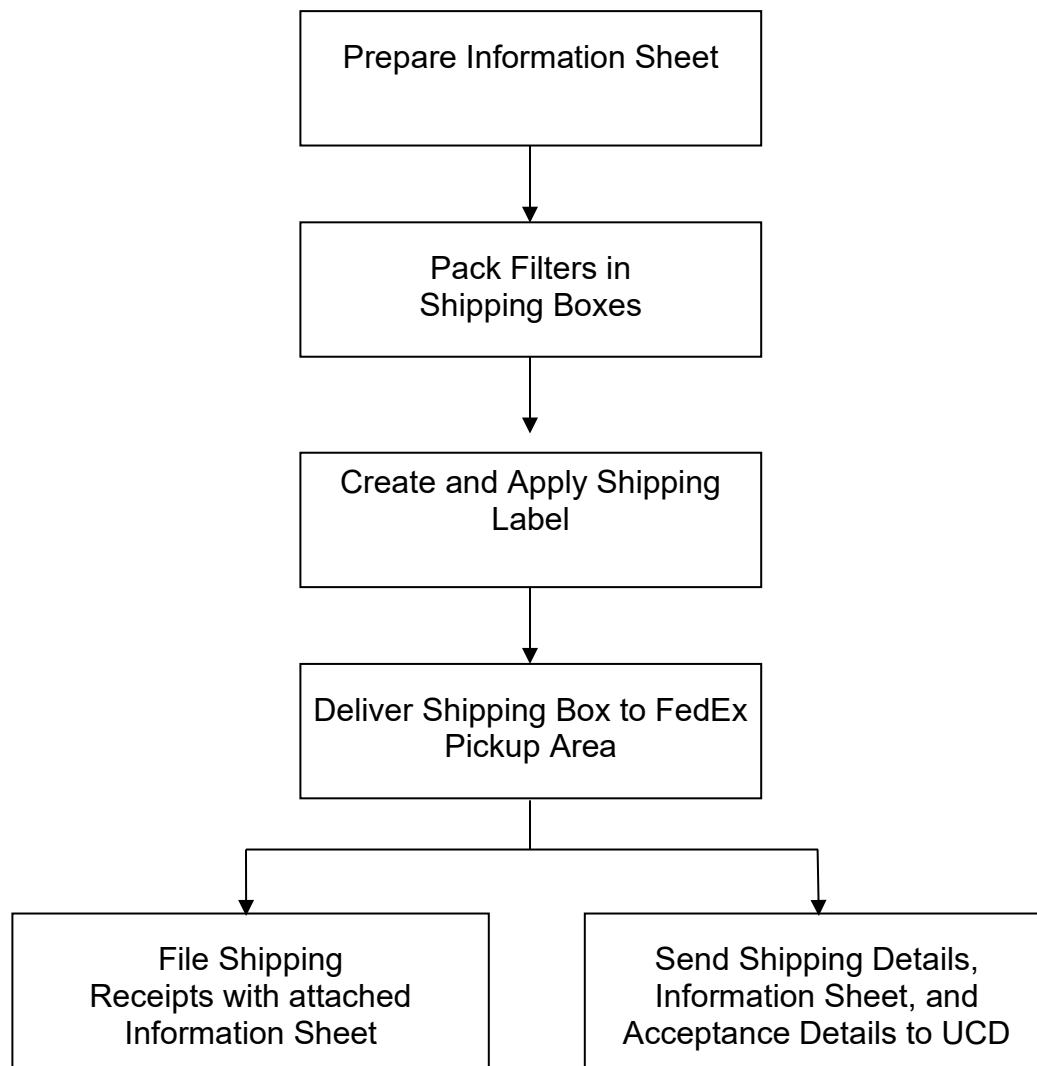 Prepare Information Sheet
Pack Filters in
Shipping Boxes
Create and Apply Shipping
Label
Deliver Shipping Box to FedEx
Pickup Area
File Shipping
Receipts with attached
Information Sheet
Send Shipping Details,
Information Sheet, and
Acceptance Details to UCD